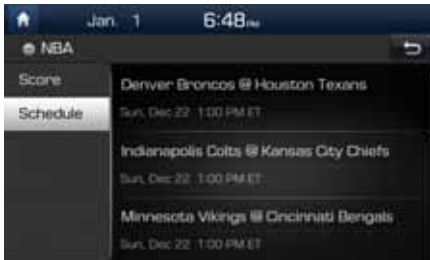 Jan. 1 6:48 PM
NBA
Score
Schedule
Denver Broncos @ Houston Texans
Sun, Dec 22 1:00 PM ET
Indianapolis Colts @ Kansas City Chiefs
Sun, Dec 22 1:00 PM ET
Minnesota Vikings @ Cincinnati Bengals
Sun, Dec 22 1:00 PM ET